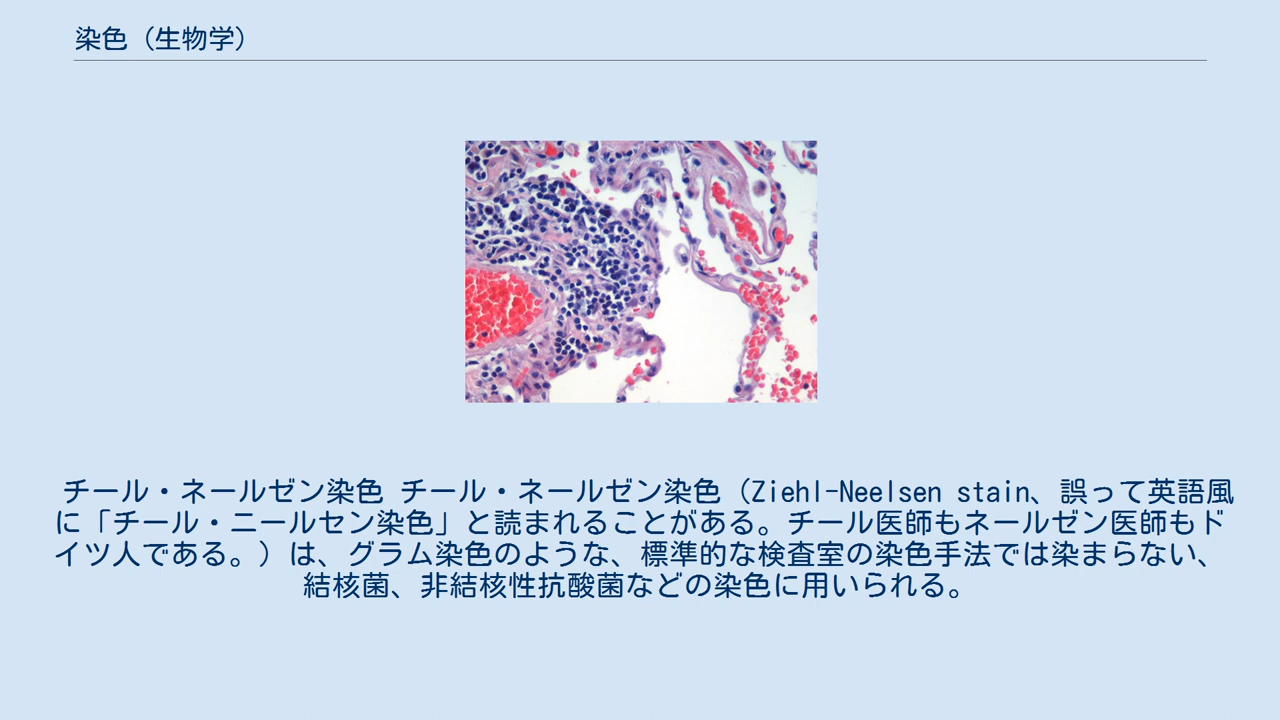 染色（生物学）
チール・ネールゼン染色 チール・ネールゼン染色（Ziehl-Neelsen stain、誤って英語風
に「チール・ニールセン染色」と読まれることがある。チール医師もネールゼン医師もド
イツ人である。）は、グラム染色のような、標準的な検査室の染色手法では染まらない、
結核菌、非結核性抗酸菌などの染色に用いられる。